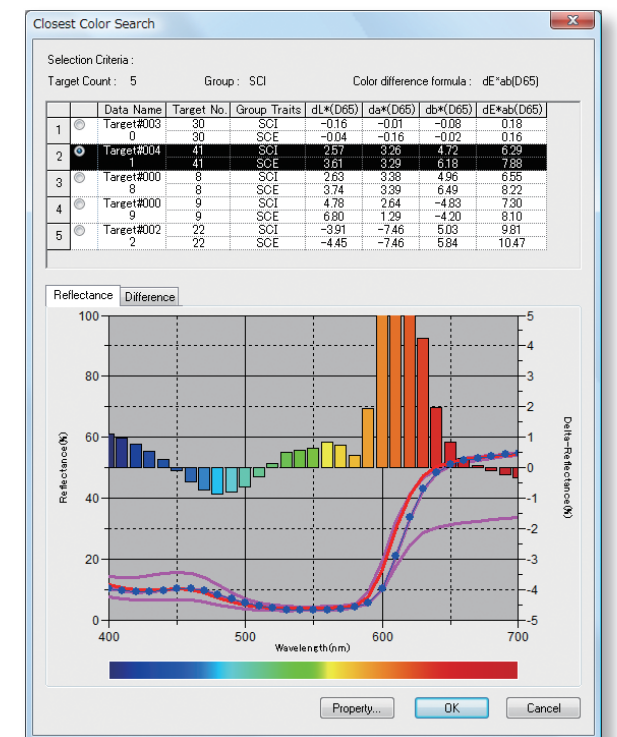 Closest Color Search
Selection Criteria :
Target Count : 5 Group : SCI Color difference formula : dE*ab(D65)
Data Name Target No. Group Traits dL*(D65) da*(D65) db*(D65) dE*ab(D65)
1 Target#003 30 SCI -0.16 -0.01 -0.08 0.18
0 30 SCE -0.04 -0.16 -0.02 0.16
2 Target#004 41 SCI 2.57 3.26 4.72 6.29
1 41 SCE 3.61 3.29 6.18 7.88
3 Target#000 8 SCI 2.63 3.38 4.96 6.55
8 8 SCE 3.74 3.39 6.49 8.22
4 Target#000 9 SCI 4.78 2.64 -4.83 7.30
9 9 SCE 6.80 1.29 -4.20 8.10
5 Target#002 22 SCI -3.91 -7.46 5.03 9.81
2 22 SCE -4.45 -7.46 5.84 10.47
Reflectance Difference
100 5
4
80 3
2
60 1
0
40 -1
-2
20 -3
-4
0 -5
Reflectance(%)
Delta-Reflectance(%)
400 500 600 700
Wavelength(nm)
Property... OK Cancel